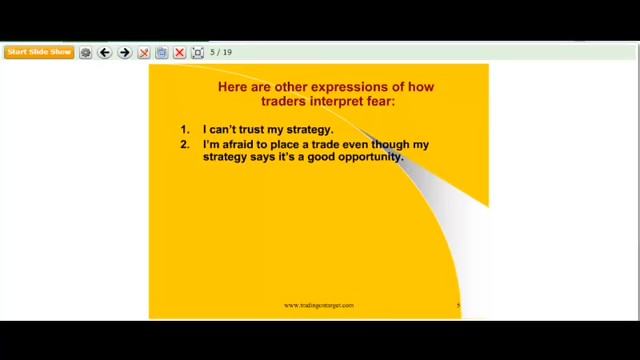 Start Slide Show
5 / 19
Here are other expressions of how
traders interpret fear:
1. I can't trust my strategy.
2. I'm afraid to place a trade even though my
strategy says it's a good opportunity.
www.tradingontarget.com
5